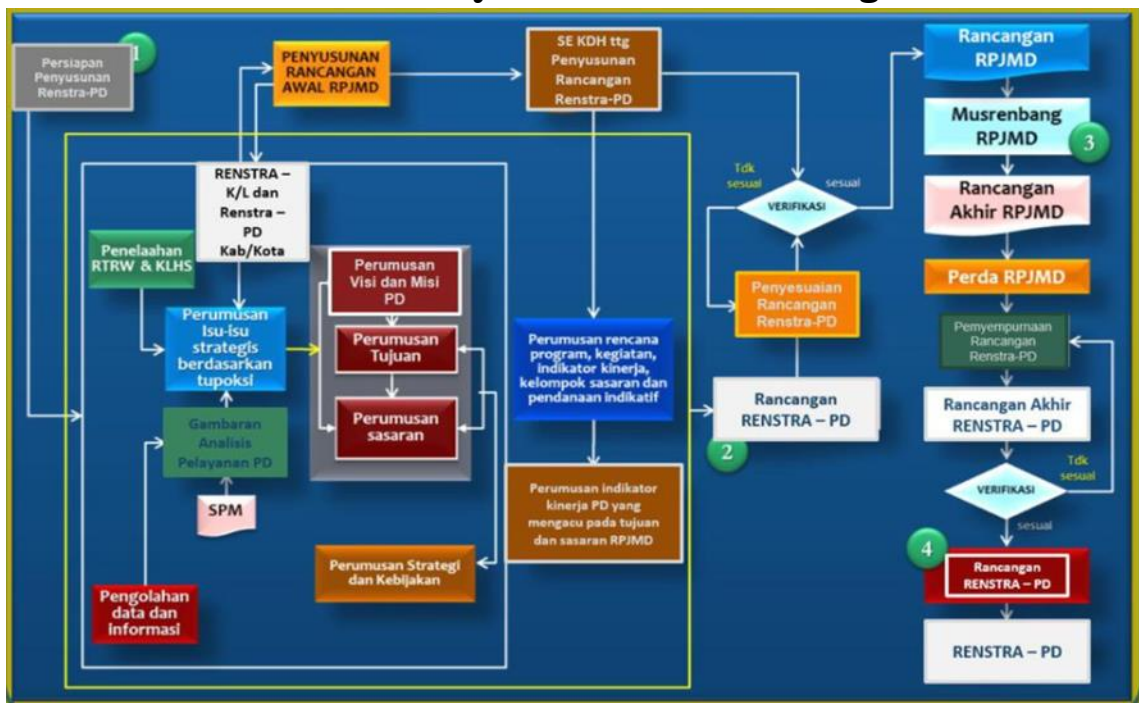 Persiapan
Penyusunan
Renstra-PD
1
PENYUSUNAN
RANCANGAN
AWAL RPJMD
SE KDH ttg
Penyusunan
Rancangan
Renstra-PD
Rancangan
RPJMD
Musrenbang
RPJMD
3
Rancangan
Akhir RPJMD
Perda RPJMD
Pemyempurnaan
Rancangan
Renstra-PD
Rancangan Akhir
RENSTRA – PD
Tdk
sesuai
VERIFIKASI
sesuai
4
Rancangan
RENSTRA – PD
RENSTRA – PD
Tdk
sesuai
sesuai
VERIFIKASI
Penyesuaian
Rancangan
Renstra-PD
Rancangan
RENSTRA – PD
2
RENSTRA –
K/L dan
Renstra –
PD
Kab/Kota
Penelaahan
RTRW & KLHS
Perumusan
Isu-isu
strategis
berdasarkan
tupoksi
Gambaran
Analisis
Pelayanan PD
SPM
Pengolahan
data dan
informasi
Perumusan
Visi dan Misi
PD
Perumusan
Tujuan
Perumusan
sasaran
Perumusan Strategi
dan Kebijakan
Perumusan rencana
program, kegiatan,
indikator kinerja,
kelompok sasaran dan
pendanaan indikatif
Perumusan indikator
kinerja PD yang
mengacu pada tujuan
dan sasaran RPJMD